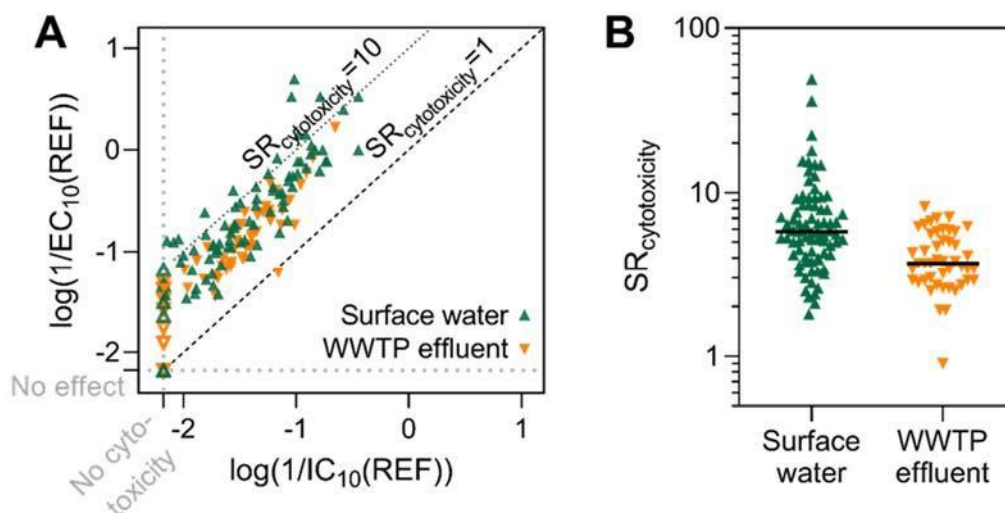 A
log(1/EC₁₀(REF))
1
0
-1
-2
SRcytotoxicity=10
SRcytotoxicity=1
Surface water
WWTP effluent
No effect
No cyto-
toxicity
-2
-1
0
1
log(1/IC₁₀(REF))
B
SRcytotoxicity
100
10
1
Surface
water
WWTP
effluent